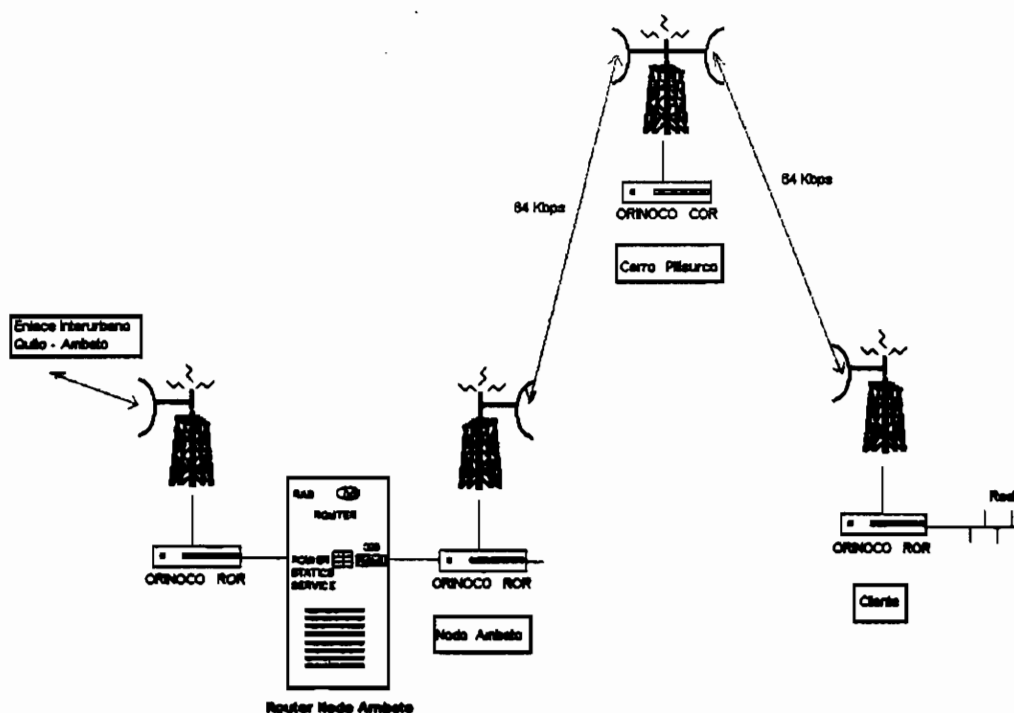 64 Kbps
64 Kbps
ORINOCO COR
Cerro Pilisurco
Enlace Interurbano
Quito - Ambato
ROUTER
POWER
STATICS
SERVICE
ORINOCO ROR
ORINOCO ROR
Nodo Ambato
ORINOCO ROR
Cliente
Router Nodo Ambato